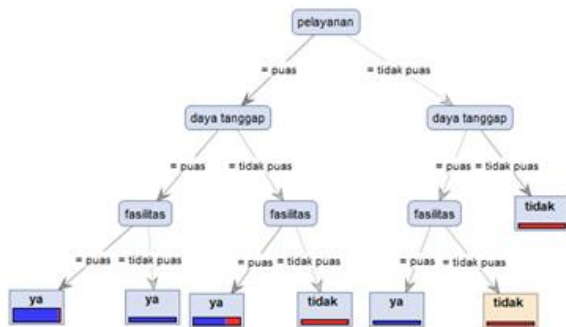 pelayanan
= puas
= tidak puas
daya tanggap
daya tanggap
= puas
= tidak puas
= puas
= tidak puas
fasilitas
fasilitas
fasilitas
tidak
= puas
= tidak puas
= puas
= tidak puas
= puas
= tidak puas
ya
ya
ya
tidak
ya
tidak